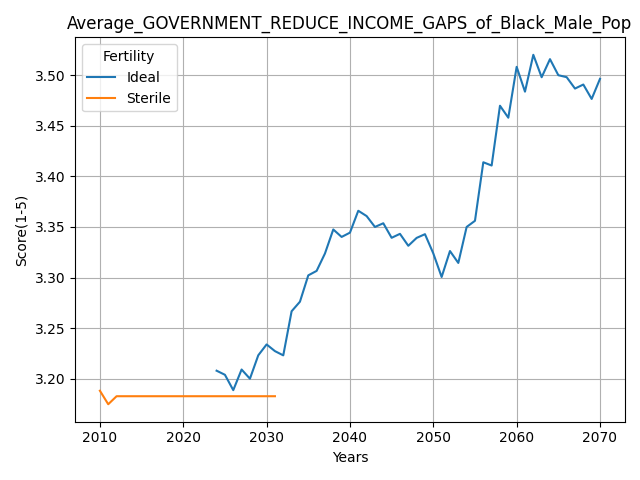 Average_GOVERNMENT_REDUCE_INCOME_GAPS_of_Black_Male_Pop
Fertility
Ideal
Sterile
3.50
3.45
3.40
3.35
3.30
3.25
3.20
Score(1-5)
2010 2020 2030 2040 2050 2060 2070
Years